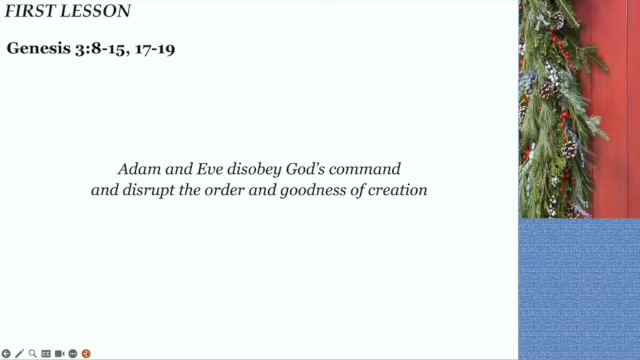 FIRST LESSON
Genesis 3:8-15, 17-19
Adam and Eve disobey God's command
and disrupt the order and goodness of creation